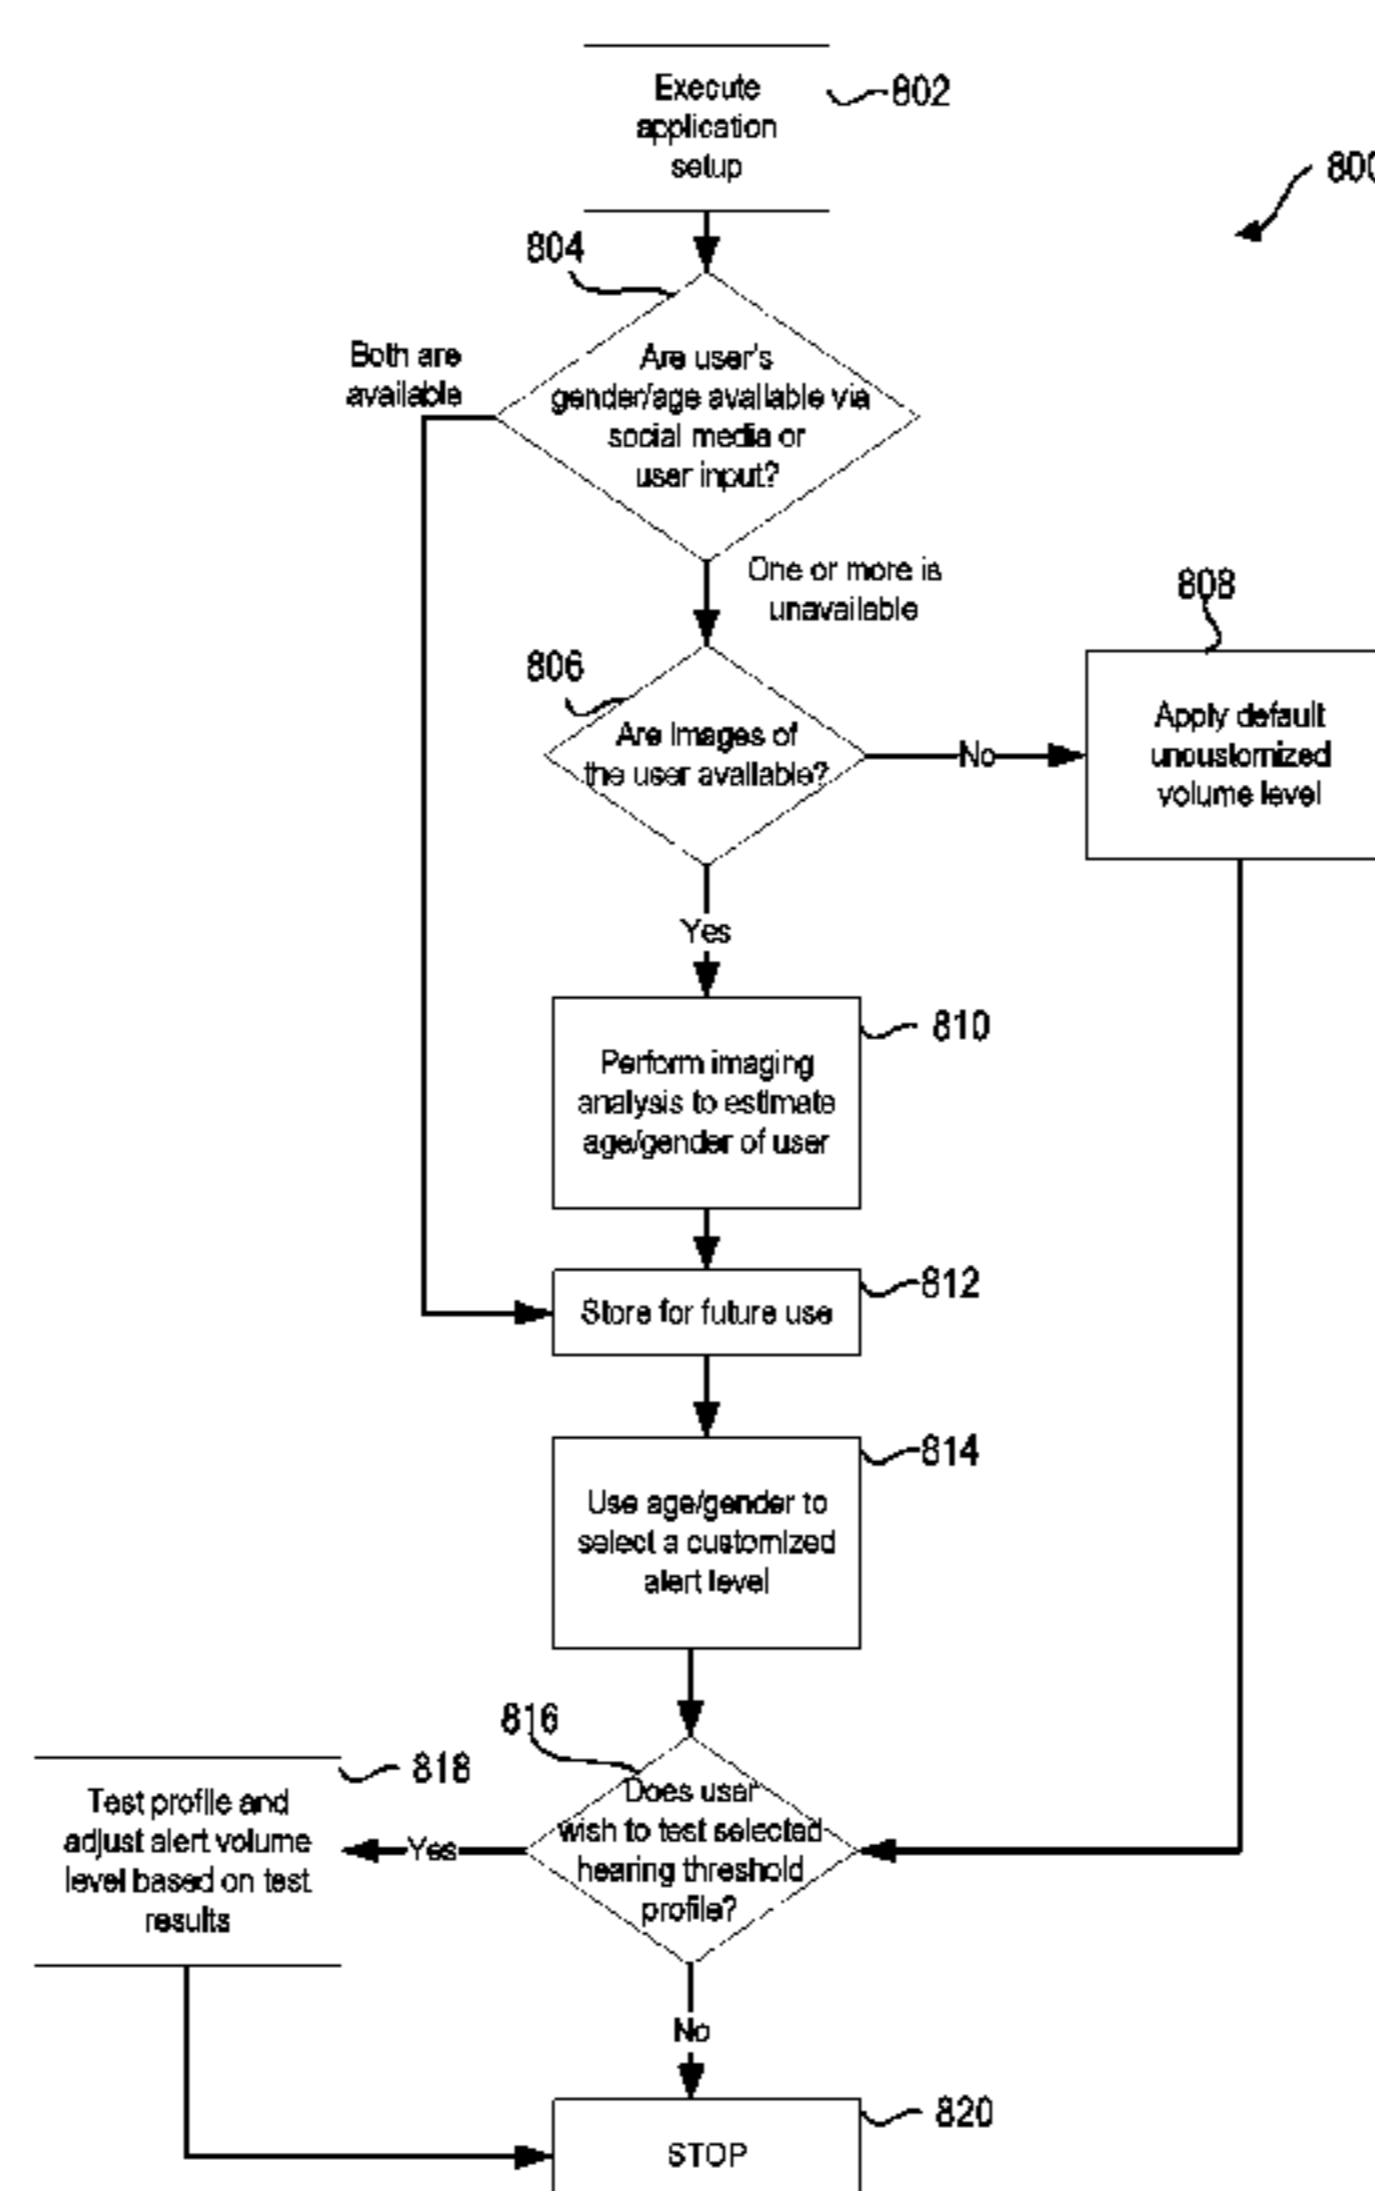 Execute
application
setup
802
800
804
Both are
available
Are user's
gender/age available via
social media or
user input?
One or more is
unavailable
808
806
Are images of
the user available?
No
Apply default
uncustomized
volume level
Yes
810
Perform imaging
analysis to estimate
age/gender of user
812
Store for future use
814
Use age/gender to
select a customized
alert level
816
818
Test profile and
adjust alert volume
level based on test
results
Yes
Does user
wish to test selected
hearing threshold
profile?
No
820
STOP